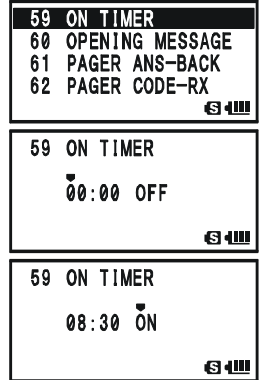 59 ON TIMER
60 OPENING MESSAGE
61 PAGER ANS-BACK
62 PAGER CODE-RX
S
59 ON TIMER
00:00 OFF
S
59 ON TIMER
08:30 ON
S